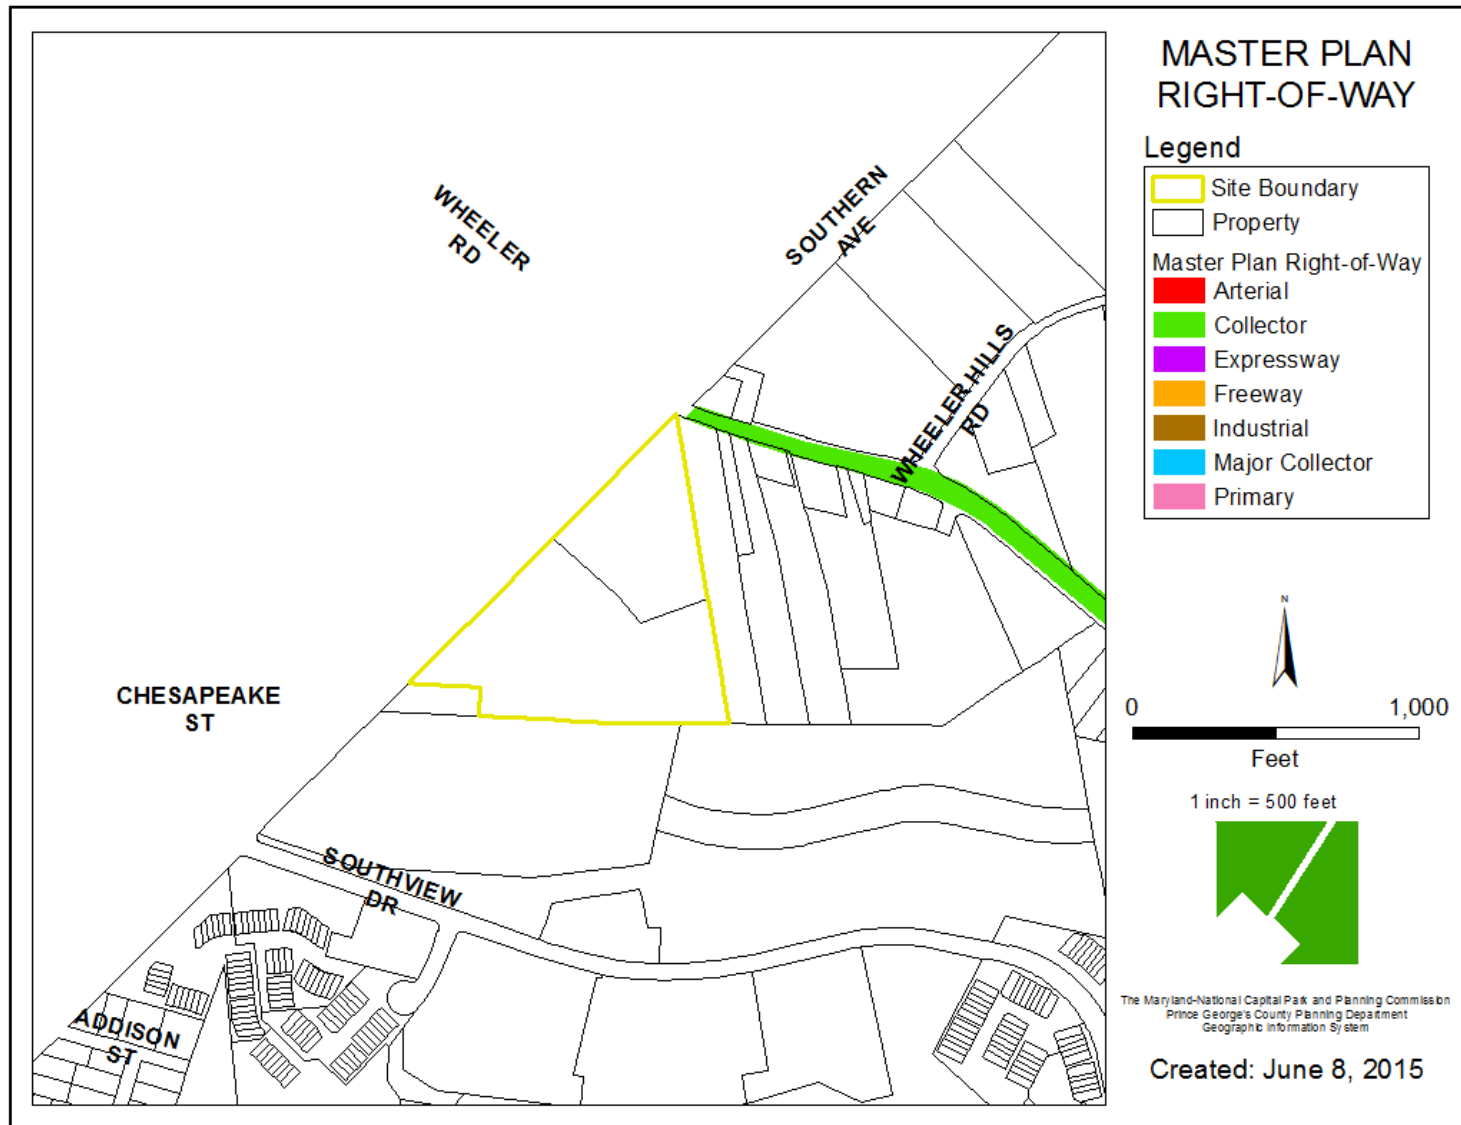 MASTER PLAN
RIGHT-OF-WAY
Legend
Site Boundary
Property
Master Plan Right-of-Way
Arterial
Collector
Expressway
Freeway
Industrial
Major Collector
Primary
WHEELER
RD
SOUTHERN
AVE
WHEELER HILLS
RD
CHESAPEAKE
ST
SOUTHVIEW
DR
ADDISON
ST
N
0 1,000
Feet
1 inch = 500 feet
The Maryland-National Capital Park and Planning Commission
Prince George's County Planning Department
Geographic Information System
Created: June 8, 2015